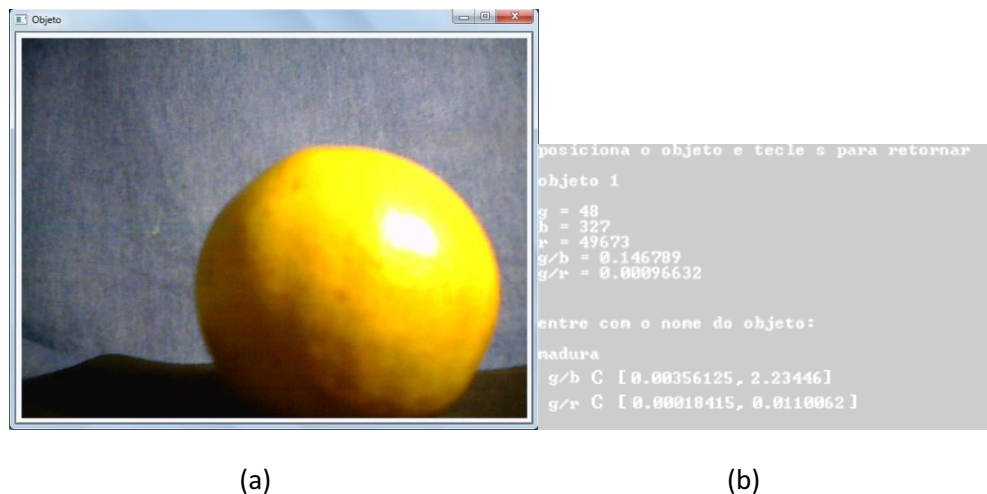 Objeto
posiciona o objeto e tecle s para retornar
objeto 1
g = 48
b = 327
r = 49673
g/b = 0.146789
g/r = 0.00096632
entre com o nome do objeto:
madura
g/b C [0.00356125, 2.23446]
g/r C [0.00018415, 0.0110062]
(a)
(b)